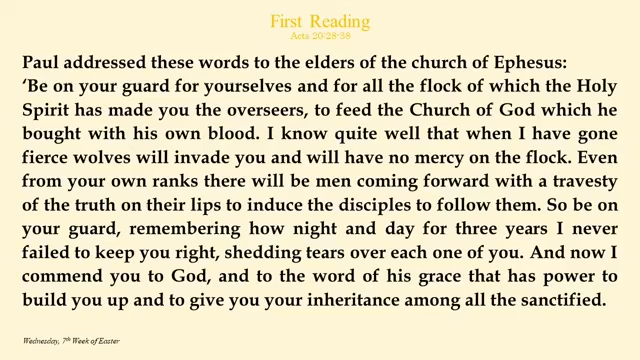 First Reading
Acts 20:28-38
Paul addressed these words to the elders of the church of Ephesus:
‘Be on your guard for yourselves and for all the flock of which the Holy
Spirit has made you the overseers, to feed the Church of God which he
bought with his own blood. I know quite well that when I have gone
fierce wolves will invade you and will have no mercy on the flock. Even
from your own ranks there will be men coming forward with a travesty
of the truth on their lips to induce the disciples to follow them. So be on
your guard, remembering how night and day for three years I never
failed to keep you right, shedding tears over each one of you. And now I
commend you to God, and to the word of his grace that has power to
build you up and to give you your inheritance among all the sanctified.
Wednesday, 7th Week of Easter